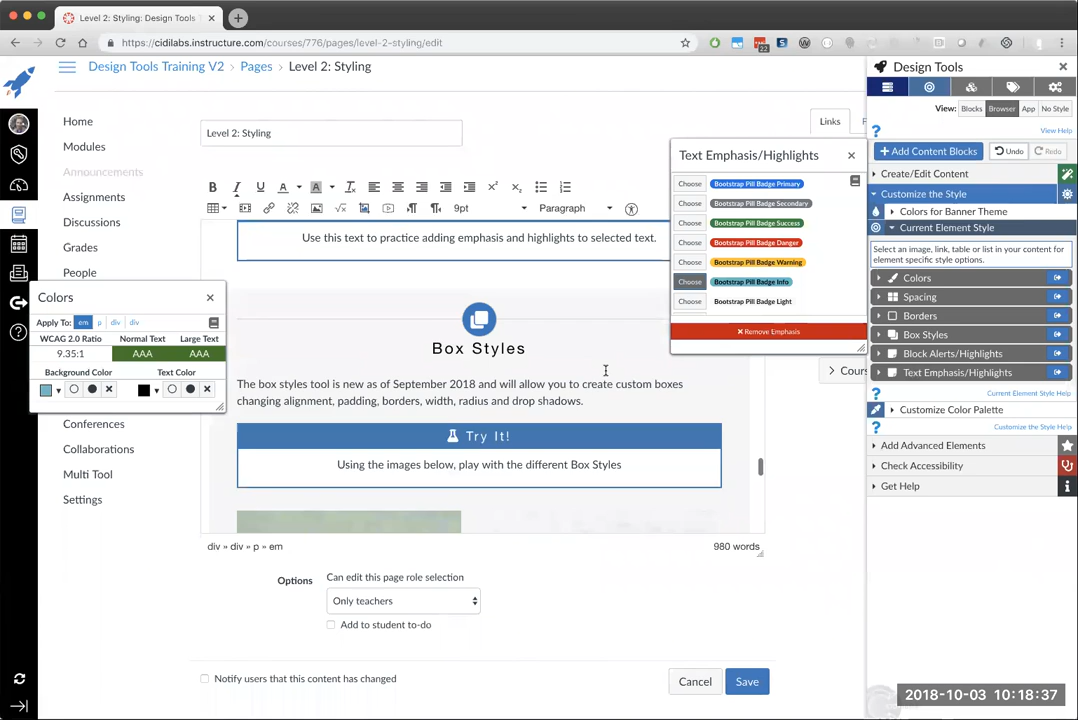 Level 2: Styling: Design Tools T
https://cidilabs.instructure.com/courses/776/pages/level-2-styling/edit
22
Design Tools Training V2 > Pages > Level 2: Styling
Home
Modules
Announcements
Assignments
Discussions
Grades
People
Conferences
Collaborations
Multi Tool
Settings
Level 2: Styling
Links
9pt
Paragraph
Use this text to practice adding emphasis and highlights to selected text.
Box Styles
The box styles tool is new as of September 2018 and will allow you to create custom boxes
changing alignment, padding, borders, width, radius and drop shadows.
Try It!
Using the images below, play with the different Box Styles
div » div » p » em
980 words
Options
Can edit this page role selection
Only teachers
Add to student to-do
Notify users that this content has changed
Cancel
Save
Colors
Apply To: em p div div
WCAG 2.0 Ratio Normal Text Large Text
9.35:1 AAA AAA
Background Color Text Color
Text Emphasis/Highlights
Choose Bootstrap Pill Badge Primary
Choose Bootstrap Pill Badge Secondary
Choose Bootstrap Pill Badge Success
Choose Bootstrap Pill Badge Danger
Choose Bootstrap Pill Badge Warning
Choose Bootstrap Pill Badge Info
Choose Bootstrap Pill Badge Light
Remove Emphasis
Design Tools
View: Blocks Browser App No Style
View Help
Add Content Blocks
Undo
Redo
Create/Edit Content
Customize the Style
Colors for Banner Theme
Current Element Style
Select an image, link, table or list in your content for
element specific style options.
Colors
Spacing
Borders
Box Styles
Block Alerts/Highlights
Text Emphasis/Highlights
Current Element Style Help
Customize Color Palette
Customize the Style Help
Add Advanced Elements
Check Accessibility
Get Help
2018-10-03 10:18:37